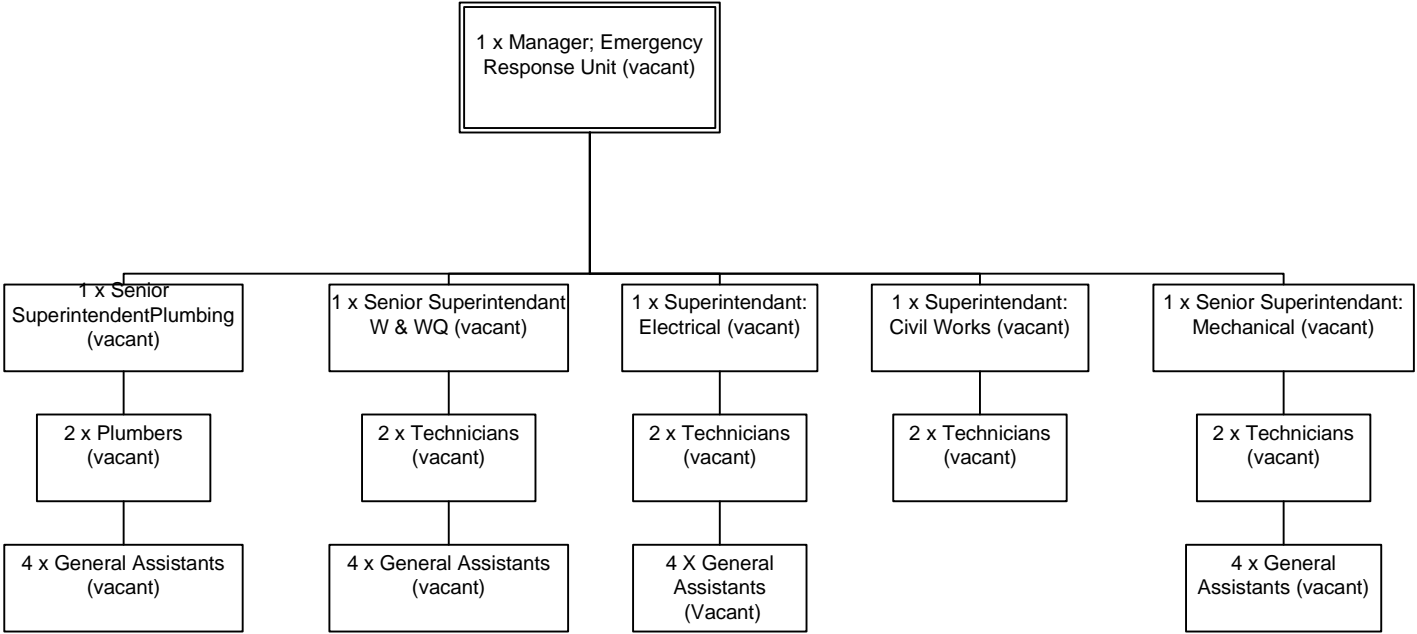 1 x Manager; Emergency
Response Unit (vacant)
1 x Senior
SuperintendentPlumbing
(vacant)
1 x Senior Superintendant
W & WQ (vacant)
1 x Superintendant:
Electrical (vacant)
1 x Superintendant:
Civil Works (vacant)
1 x Senior Superintendant:
Mechanical (vacant)
2 x Plumbers
(vacant)
2 x Technicians
(vacant)
2 x Technicians
(vacant)
2 x Technicians
(vacant)
2 x Technicians
(vacant)
4 x General Assistants
(vacant)
4 x General Assistants
(vacant)
4 X General
Assistants
(Vacant)
4 x General
Assistants (vacant)